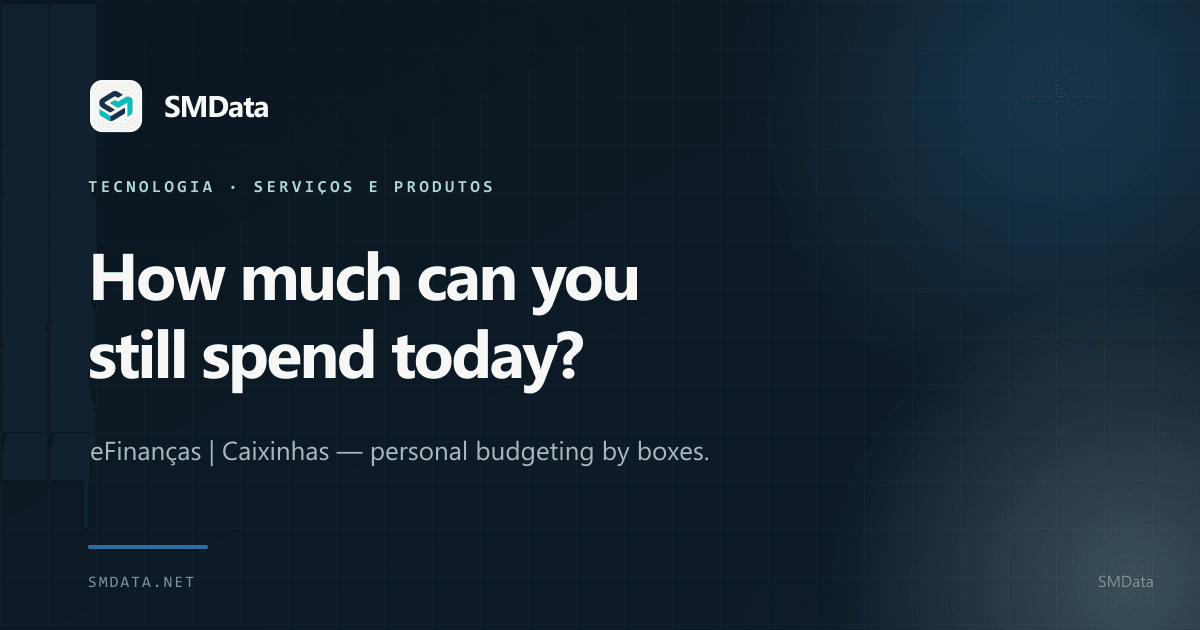 SMData
TECNOLOGIA · SERVIÇOS E PRODUTOS
How much can you
still spend today?
eFinanças | Caixinhas — personal budgeting by boxes.
SMDATA.NET
SMData